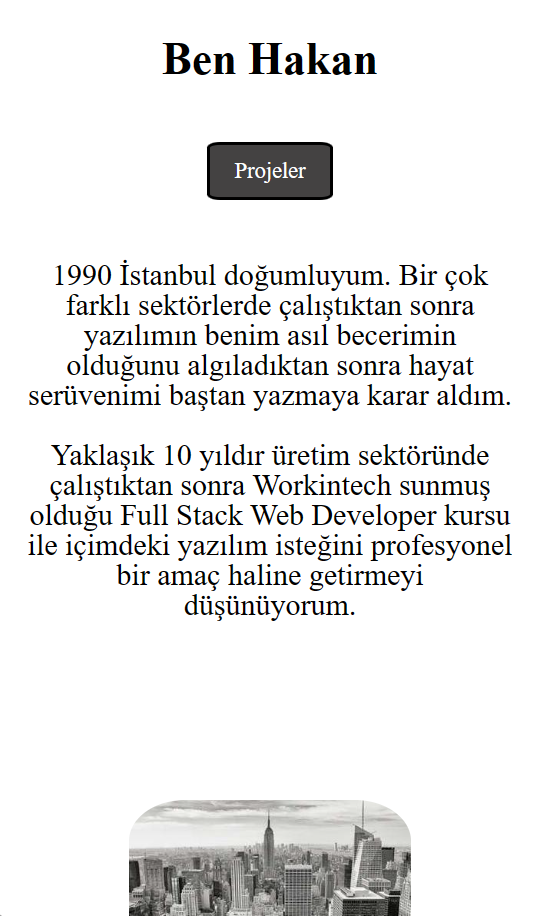 Ben Hakan
Projeler
1990 İstanbul doğumluyum. Bir çok
farklı sektörlerde çalıştıktan sonra
yazılımın benim asıl becerimin
olduğunu algıladıktan sonra hayat
serüvenimi baştan yazmaya karar aldım.
Yaklaşık 10 yıldır üretim sektöründe
çalıştıktan sonra Workintech sunmuş
olduğu Full Stack Web Developer kursu
ile içimdeki yazılım isteğini profesyonel
bir amaç haline getirmeyi
düşünüyorum.